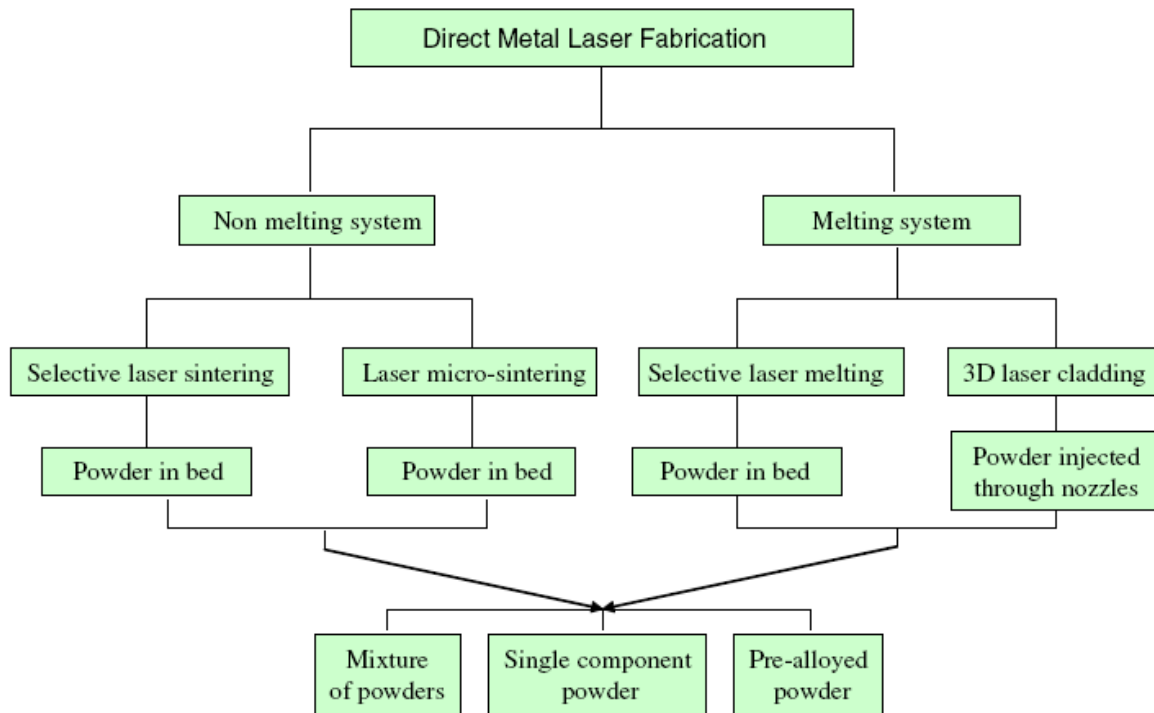 Direct Metal Laser Fabrication
Non melting system
Melting system
Selective laser sintering
Laser micro-sintering
Selective laser melting
3D laser cladding
Powder in bed
Powder in bed
Powder in bed
Powder injected
through nozzles
Mixture
of powders
Single component
powder
Pre-alloyed
powder